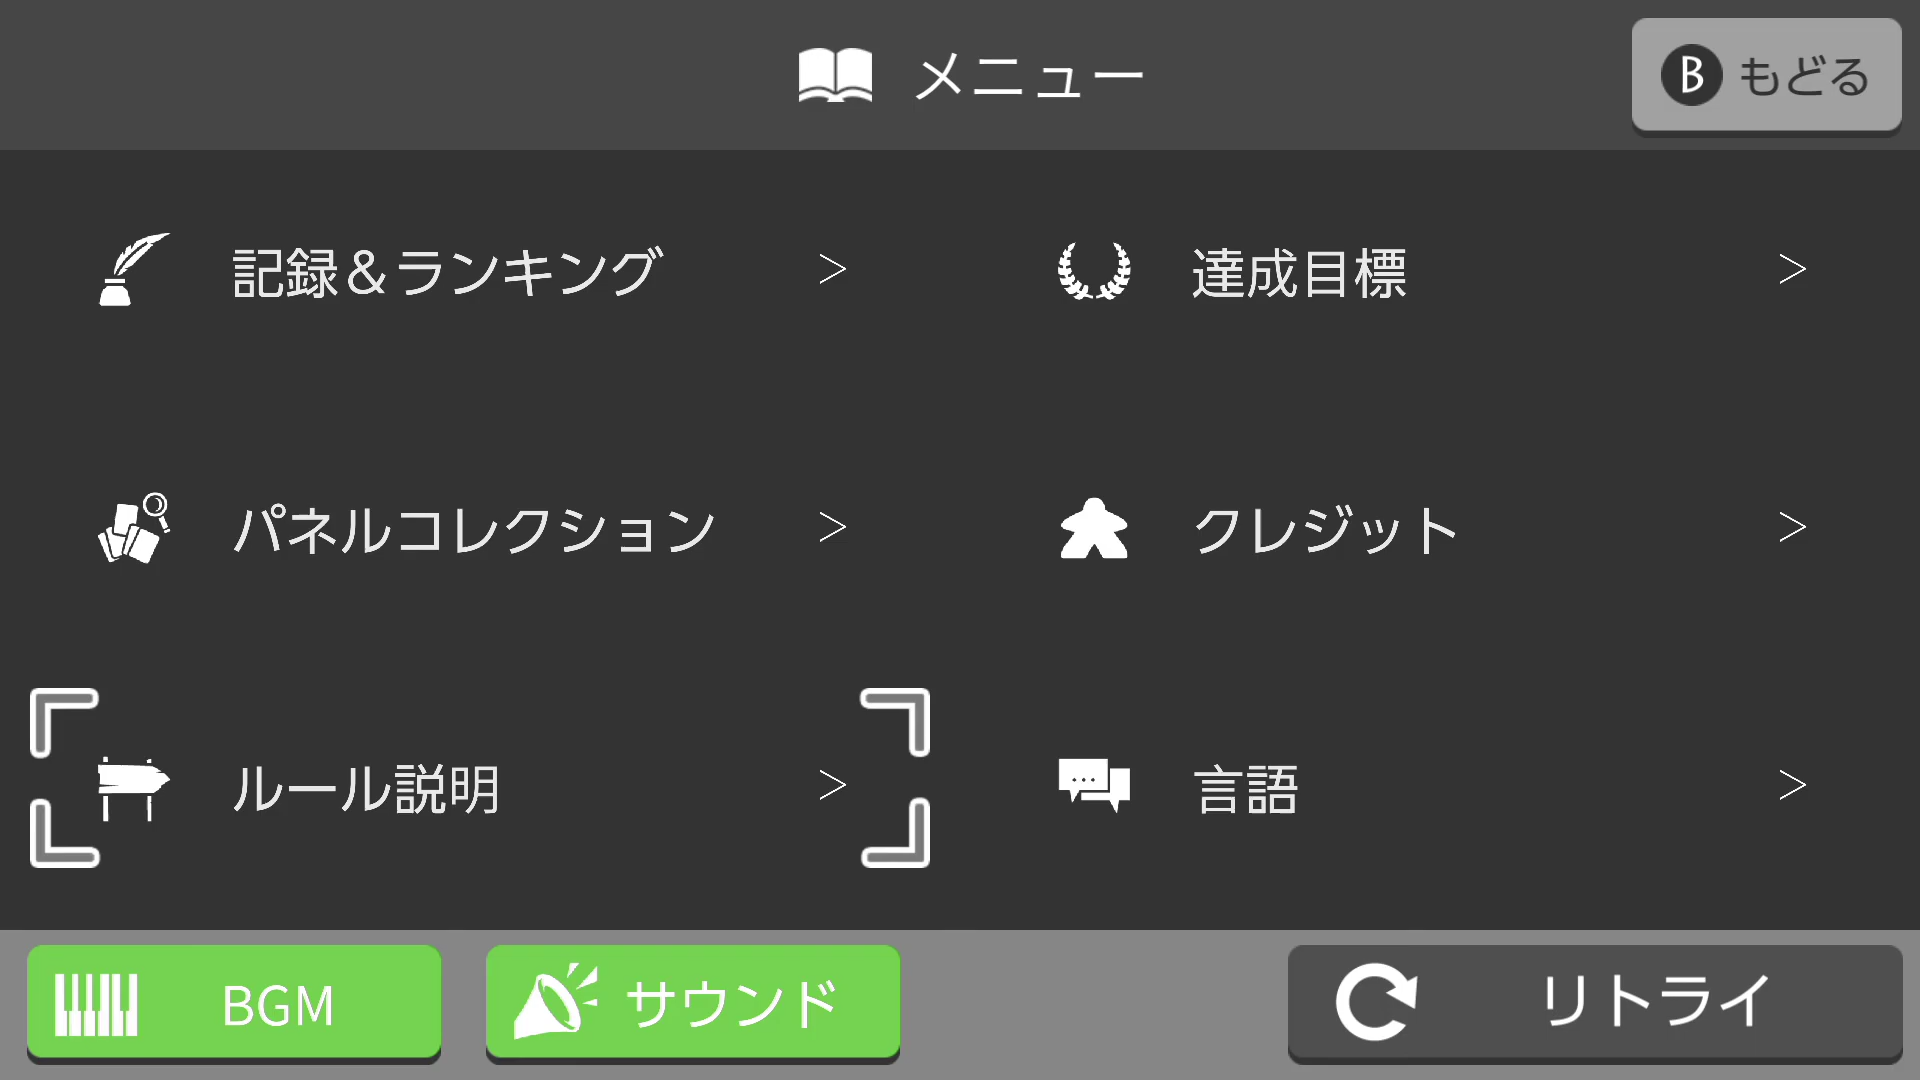 メニュー
B もどる
記録＆ランキング >
達成目標 >
パネルコレクション >
クレジット >
ルール説明 >
言語 >
BGM
サウンド
リトライ